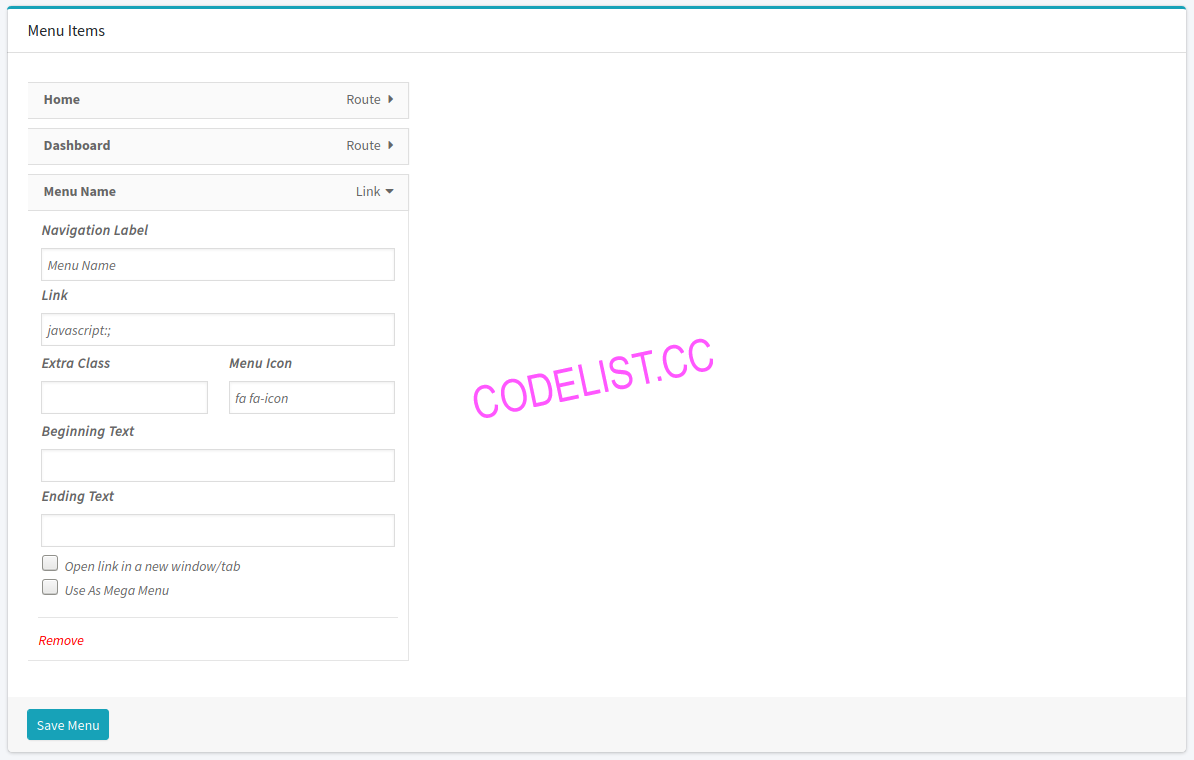 Menu Items
Home Route
Dashboard Route
Menu Name Link
Navigation Label
Menu Name
Link
javascript:;
Extra Class Menu Icon
fa fa-icon
Beginning Text
Ending Text
Open link in a new window/tab
Use As Mega Menu
Remove
Save Menu
CODELIST.CC